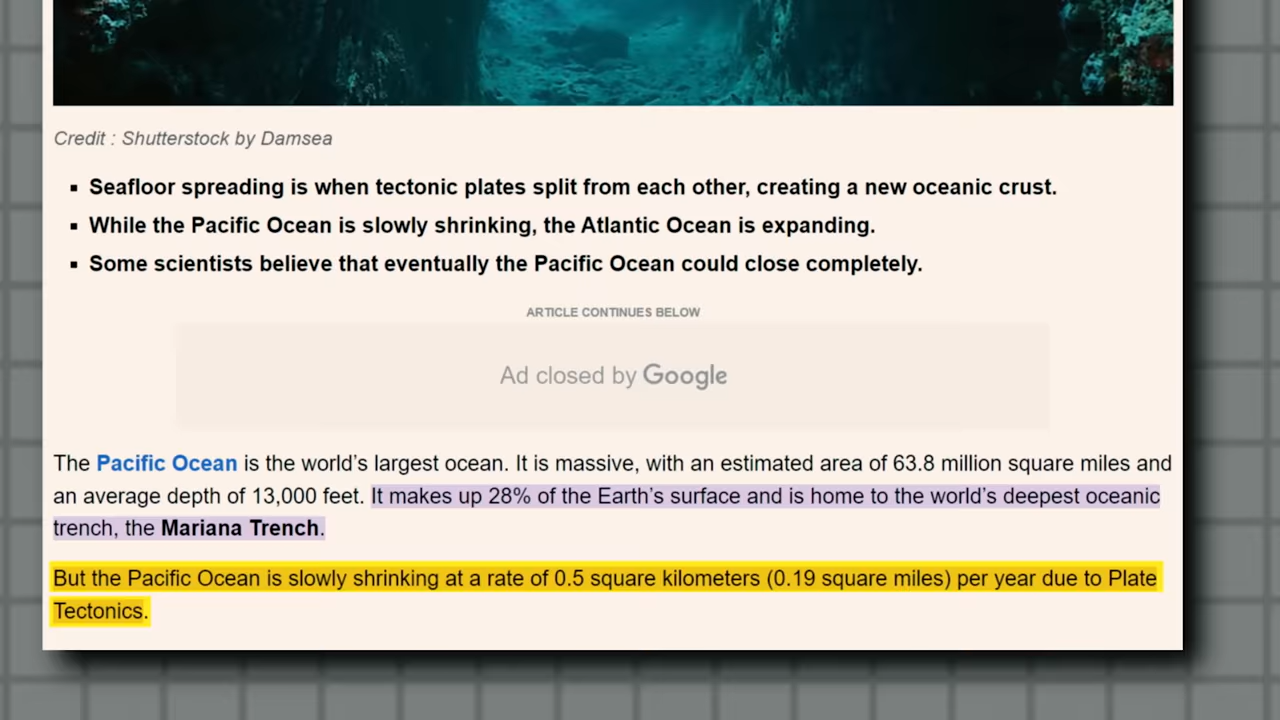 Credit : Shutterstock by Damsea
▪ Seafloor spreading is when tectonic plates split from each other, creating a new oceanic crust.
▪ While the Pacific Ocean is slowly shrinking, the Atlantic Ocean is expanding.
▪ Some scientists believe that eventually the Pacific Ocean could close completely.
ARTICLE CONTINUES BELOW
Ad closed by Google
The Pacific Ocean is the world’s largest ocean. It is massive, with an estimated area of 63.8 million square miles and
an average depth of 13,000 feet. It makes up 28% of the Earth’s surface and is home to the world’s deepest oceanic
trench, the Mariana Trench.
But the Pacific Ocean is slowly shrinking at a rate of 0.5 square kilometers (0.19 square miles) per year due to Plate
Tectonics.